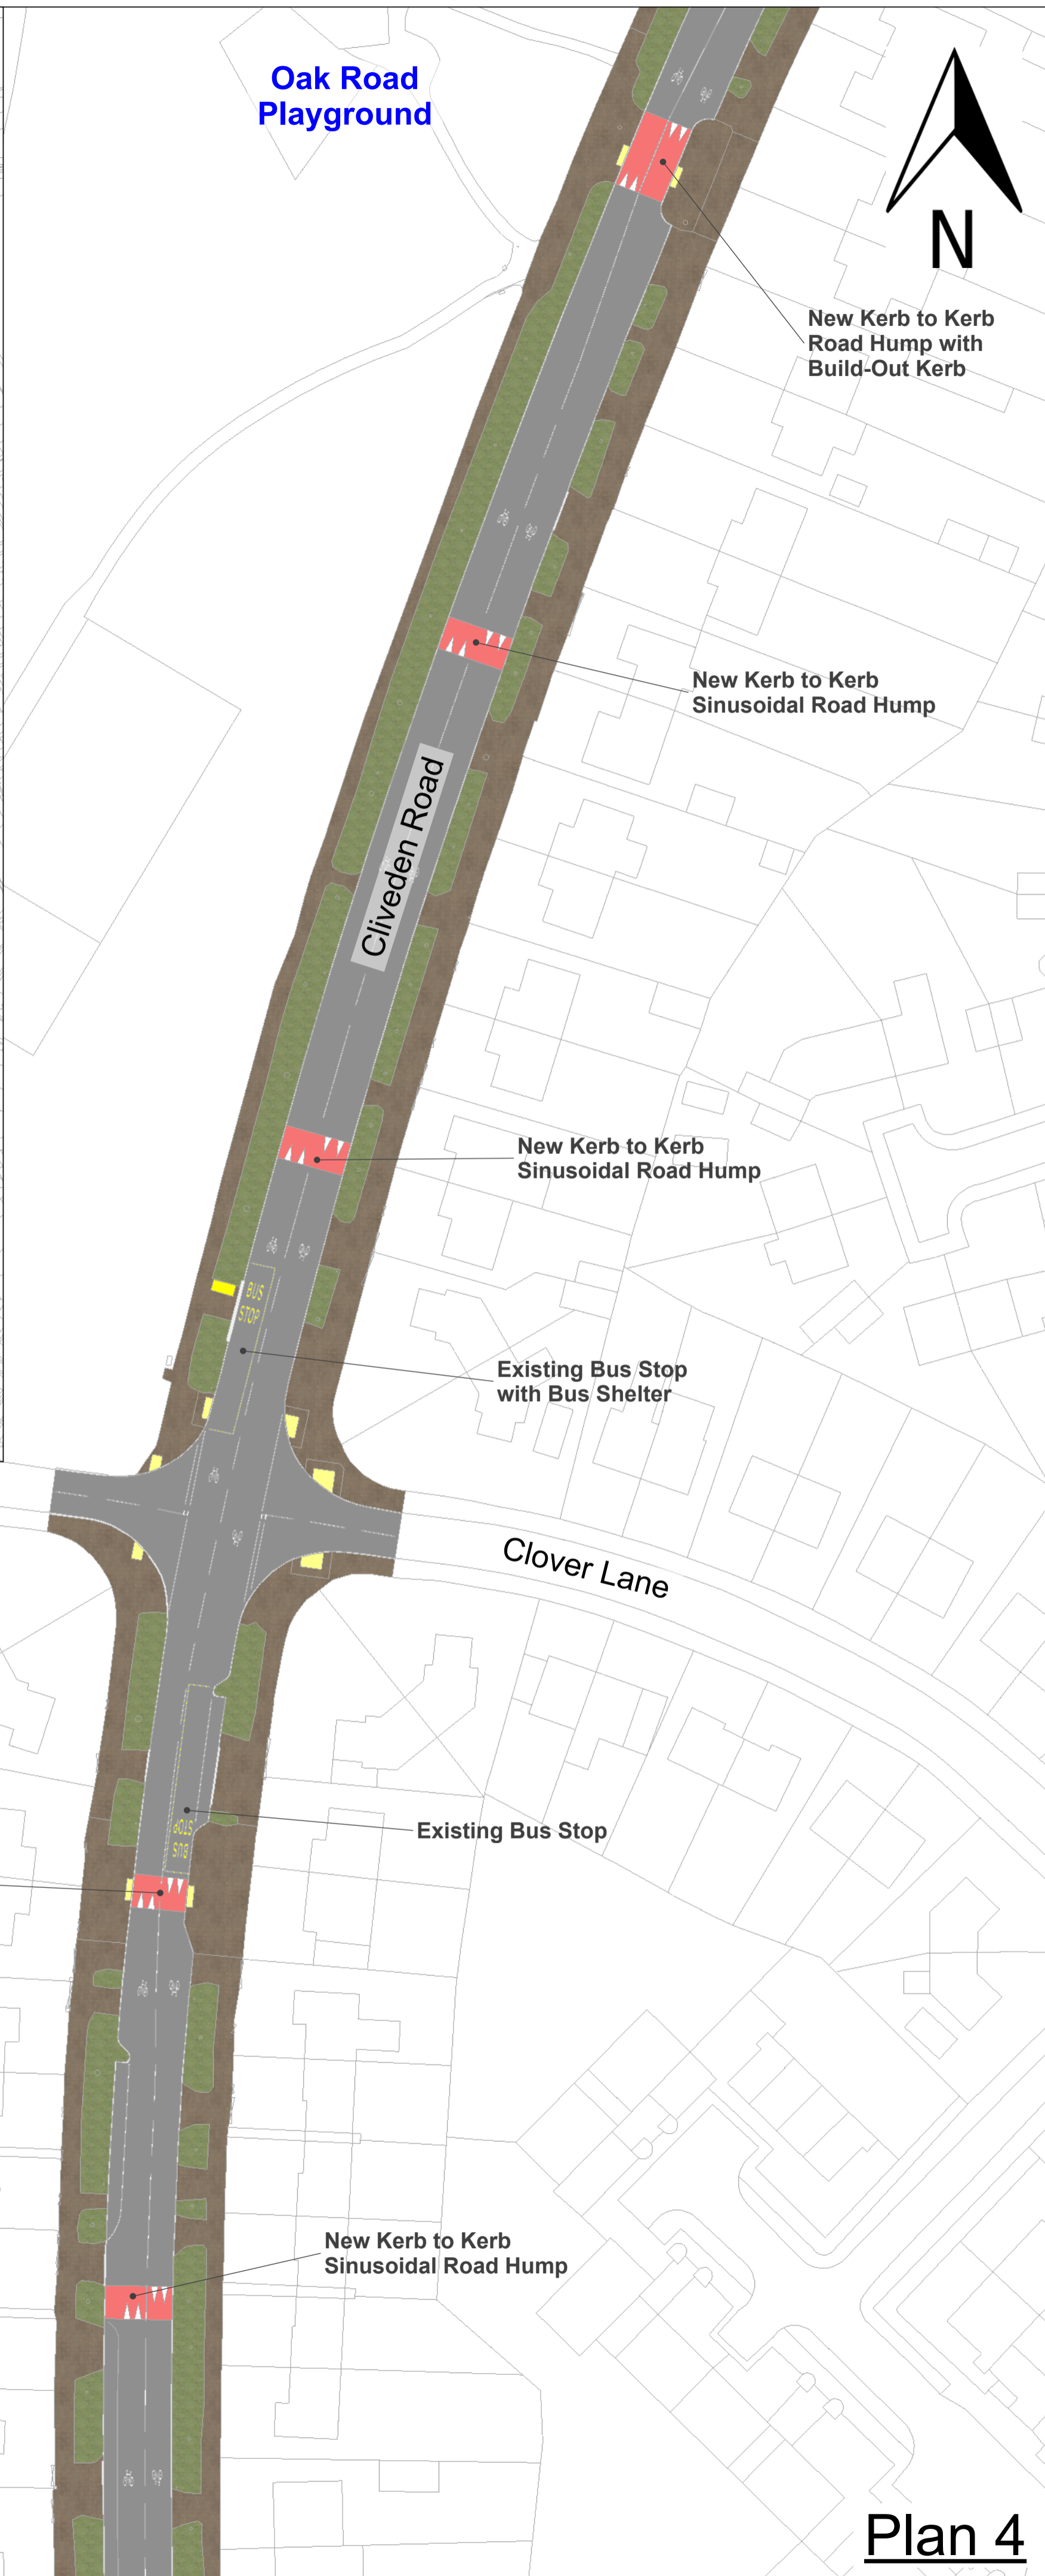 Oak Road
Playground
N
New Kerb to Kerb
Road Hump with
Build-Out Kerb
New Kerb to Kerb
Sinusoidal Road Hump
Cliveden Road
New Kerb to Kerb
Sinusoidal Road Hump
BUS
STOP
Existing Bus Stop
with Bus Shelter
Clover Lane
Existing Bus Stop
BUS
STOP
New Kerb to Kerb
Sinusoidal Road Hump
Plan 4